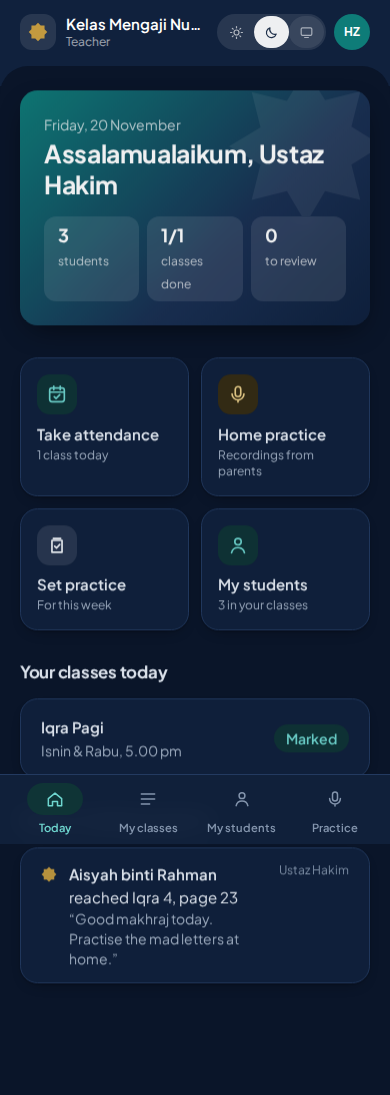 Kelas Mengaji Nu...
Teacher
HZ
Friday, 20 November
Assalamualaikum, Ustaz
Hakim
3
students
1/1
classes
done
0
to review
Take attendance
1 class today
Home practice
Recordings from
parents
Set practice
For this week
My students
3 in your classes
Your classes today
Iqra Pagi
Isnin & Rabu, 5.00 pm
Marked
Today
My classes
My students
Practice
Aisyah binti Rahman
reached Iqra 4, page 23
Ustaz Hakim
“Good makhraj today.
Practise the mad letters at
home.”